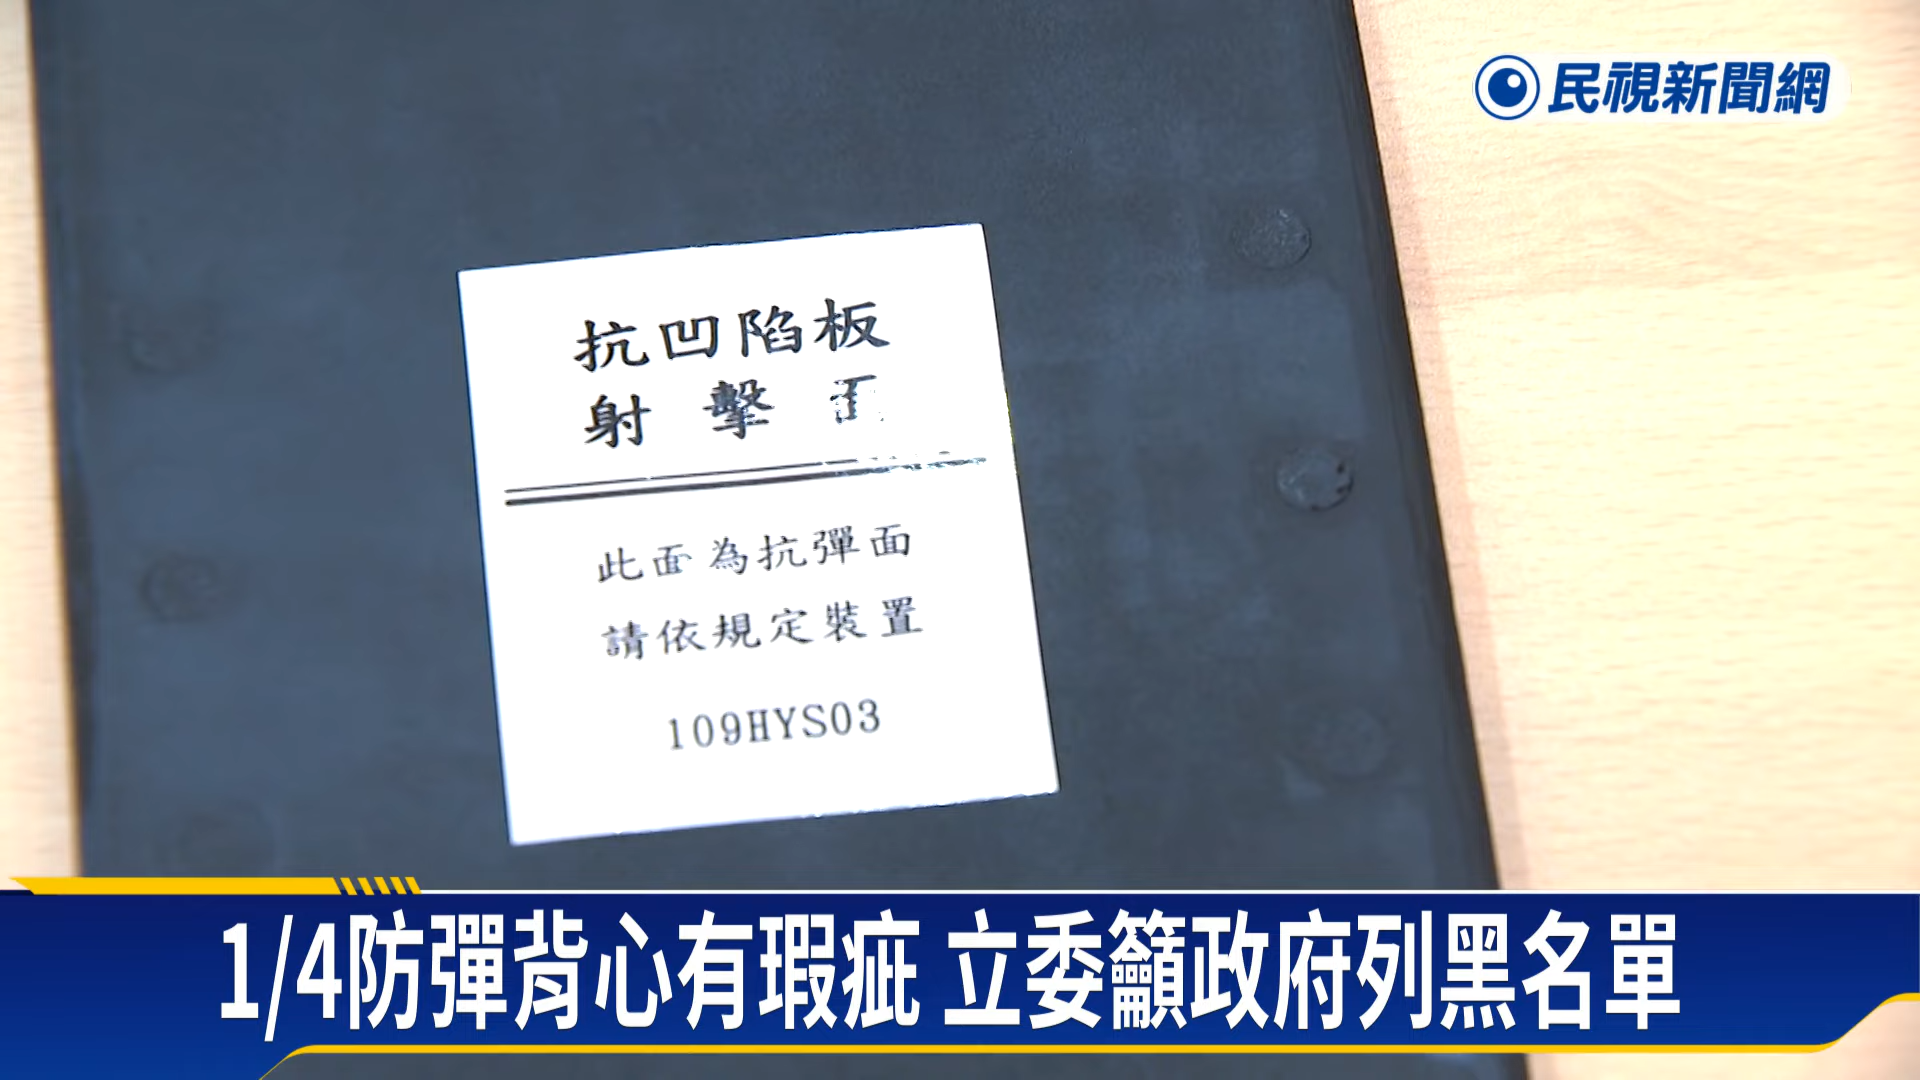 民視新聞網
抗凹陷板
射擊面
此面為抗彈面
請依規定裝置
109HYS03
1/4防彈背心有瑕疵 立委籲政府列黑名單